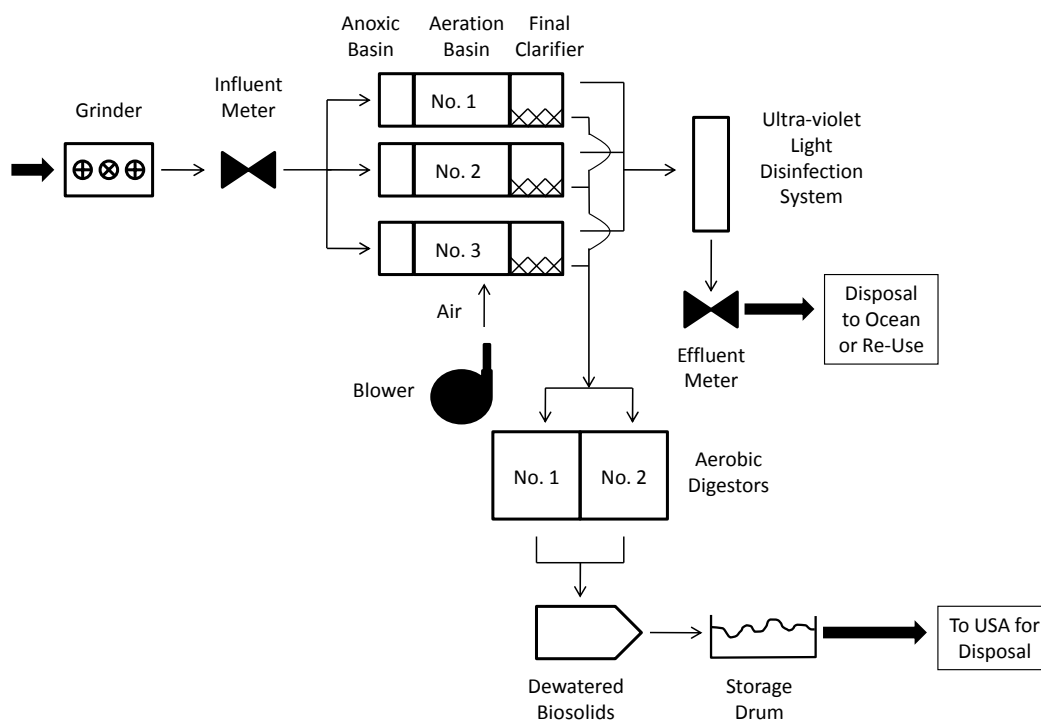 Anoxic
Basin
Aeration
Basin
Final
Clarifier
Grinder
Influent
Meter
No. 1
No. 2
No. 3
Ultra-violet
Light
Disinfection
System
Air
Blower
Effluent
Meter
Disposal
to Ocean
or Re-Use
No. 1
No. 2
Aerobic
Digestors
Dewatered
Biosolids
Storage
Drum
To USA for
Disposal